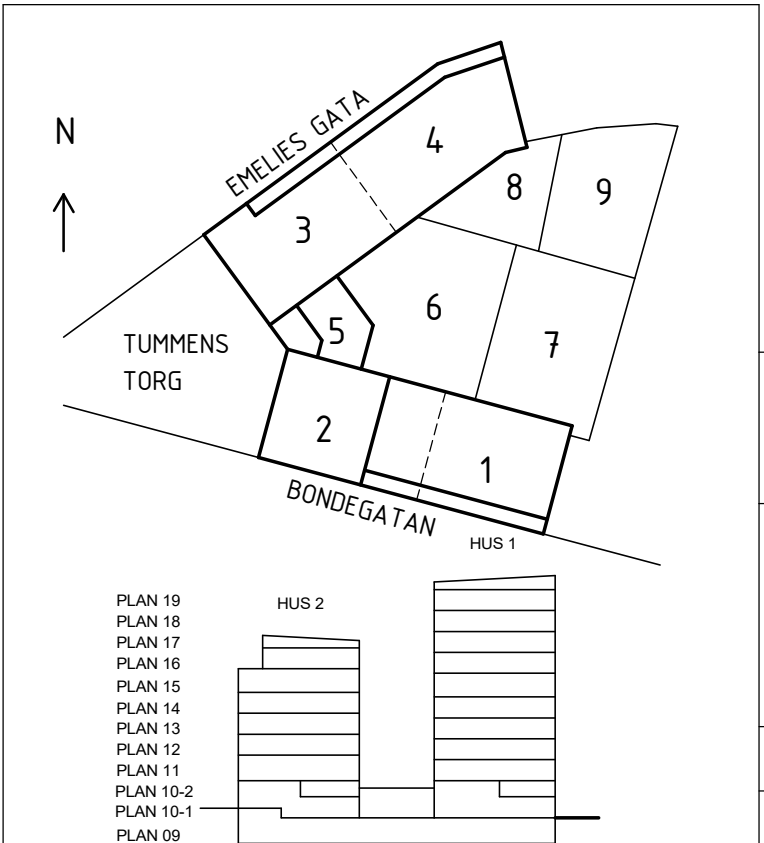 N
EMELIES GATA
4
8
9
3
6
5
7
TUMMENS
TORG
2
1
BONDEGATAN
HUS 1
HUS 2
PLAN 19
PLAN 18
PLAN 17
PLAN 16
PLAN 15
PLAN 14
PLAN 13
PLAN 12
PLAN 11
PLAN 10-2
PLAN 10-1
PLAN 09